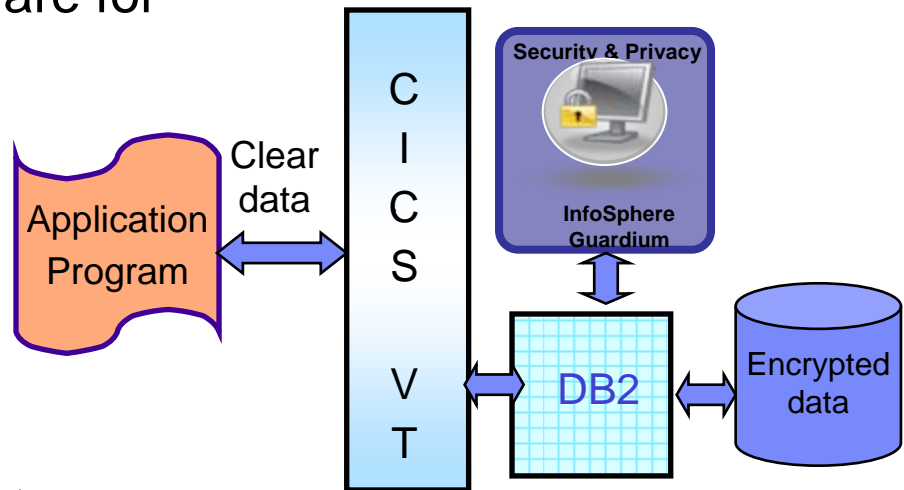 are for
Application
Program
Clear
data
C
I
C
S
V
T
Security & Privacy
InfoSphere
Guardium
DB2
Encrypted
data